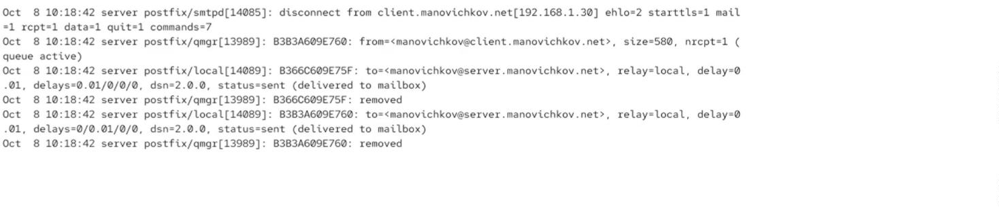 Oct  8 10:18:42 server postfix/smtpd[14085]: disconnect from client.manovichkov.net[192.168.1.30] ehlo=2 starttls=1 mail
=1 rcpt=1 data=1 quit=1 commands=7
Oct  8 10:18:42 server postfix/qmgr[13989]: B3B3A609E760: from=<manovichkov@client.manovichkov.net>, size=580, nrcpt=1 (
queue active)
Oct  8 10:18:42 server postfix/local[14089]: B366C609E75F: to=<manovichkov@server.manovichkov.net>, relay=local, delay=0
.01, delays=0.01/0/0/0, dsn=2.0.0, status=sent (delivered to mailbox)
Oct  8 10:18:42 server postfix/qmgr[13989]: B366C609E75F: removed
Oct  8 10:18:42 server postfix/local[14089]: B3B3A609E760: to=<manovichkov@server.manovichkov.net>, relay=local, delay=0
.01, delays=0/0.01/0/0, dsn=2.0.0, status=sent (delivered to mailbox)
Oct  8 10:18:42 server postfix/qmgr[13989]: B3B3A609E760: removed